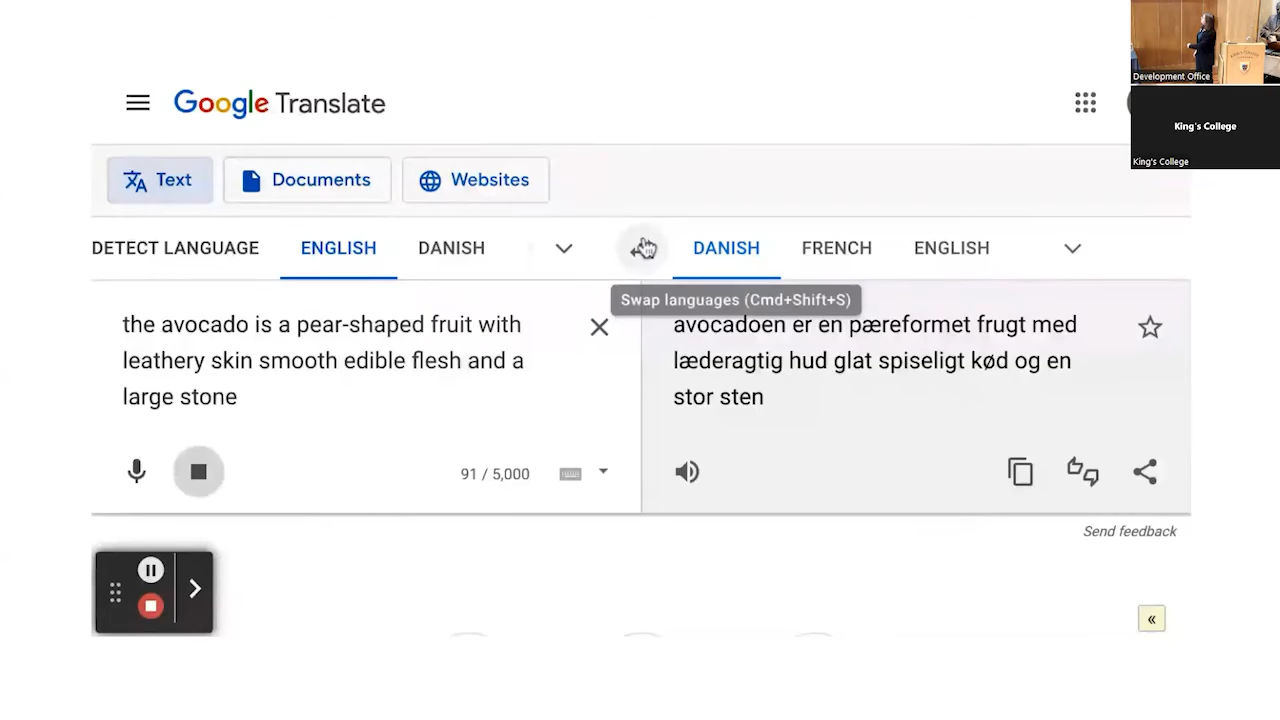 Google Translate
Development Office
King's College
King's College
Text
Documents
Websites
DETECT LANGUAGE
ENGLISH
DANISH
DANISH
FRENCH
ENGLISH
Swap languages (Cmd+Shift+S)
the avocado is a pear-shaped fruit with
leathery skin smooth edible flesh and a
large stone
avocadoen er en pæreformet frugt med
læderagtig hud glat spiseligt kød og en
stor sten
91 / 5,000
Send feedback
«